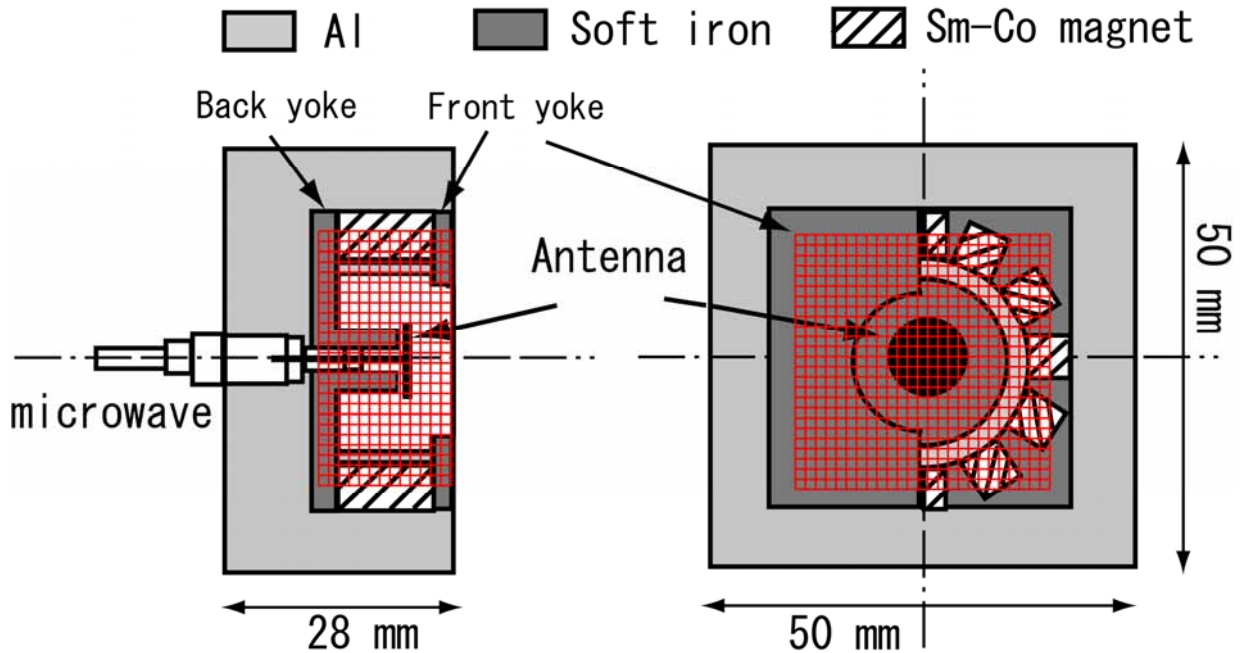 Al
Soft iron
Sm-Co magnet
Back yoke
Front yoke
Antenna
microwave
50 mm
28 mm
50 mm